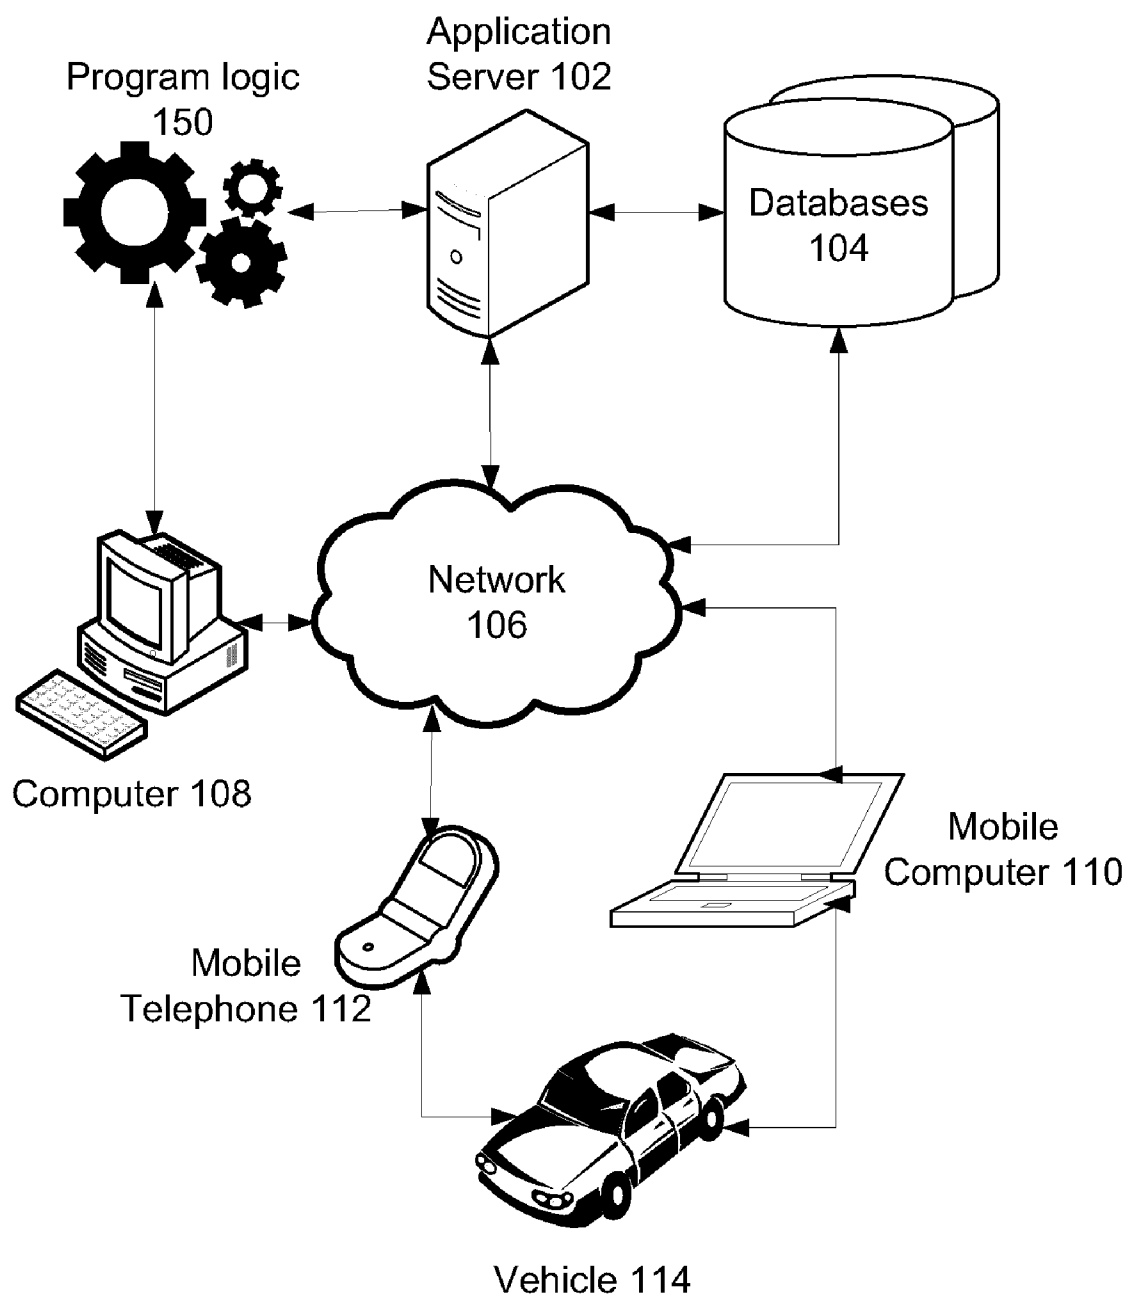 Application
Server 102
Program logic
150
Databases
104
Network
106
Computer 108
Mobile
Computer 110
Mobile
Telephone 112
Vehicle 114